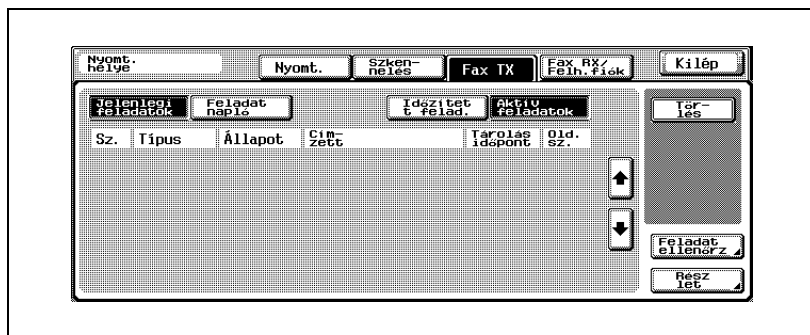 Nyomt.
helye
Nyomt.
Szken-
nelés
Fax TX
Fax RX/
Felh.fiók
Kilép
Jelenlegi
feladatok
Feladat
napló
Időzített
t felad.
Aktív
feladatok
Tör-
lés
Sz. Típus Állapot Cím-
zett
Tárolás
időpont
Old.
sz.
Feladat
ellenőrz
Rész
let